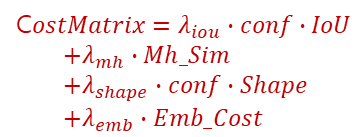 CostMatrix = λ_iou · conf · IoU
+λ_mh · Mh_Sim
+λ_shape · conf · Shape
+λ_emb · Emb_Cost